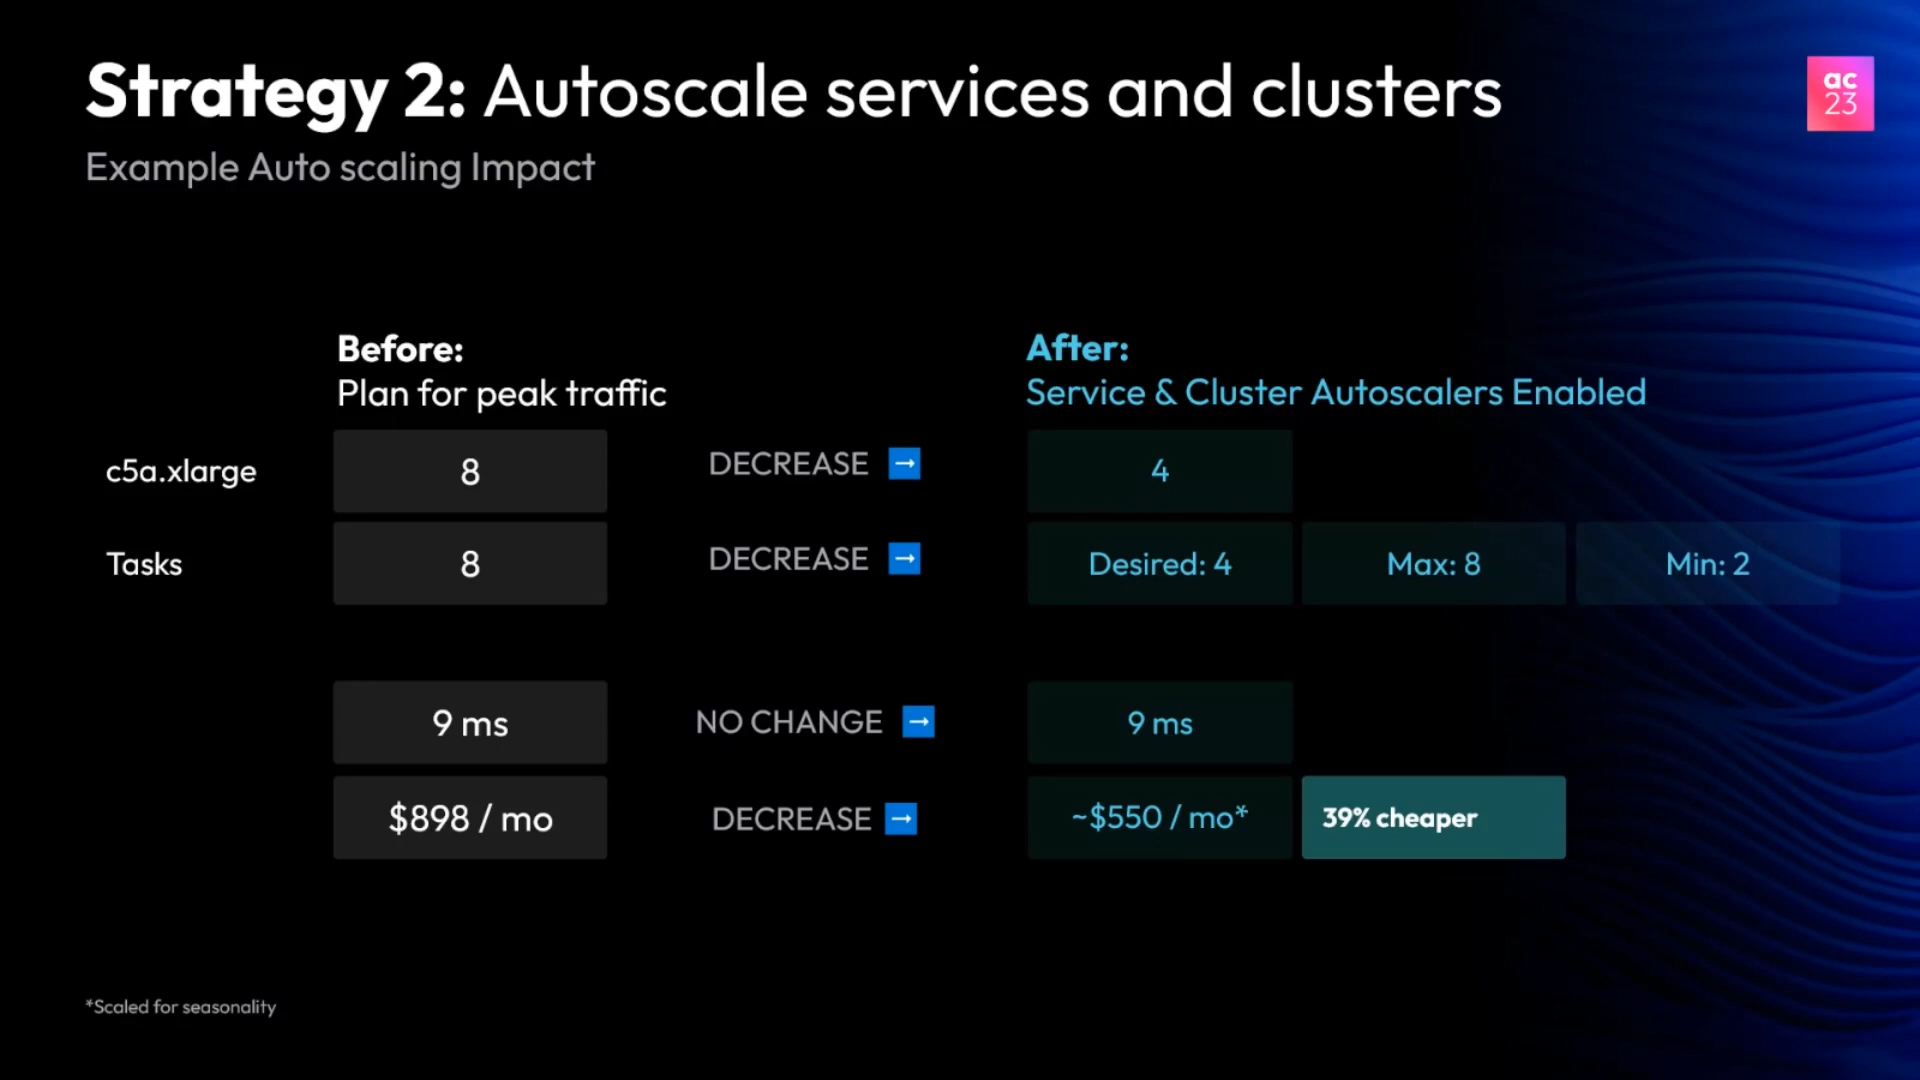 Strategy 2: Autoscale services and clusters
ac
23
Example Auto scaling Impact
Before:
Plan for peak traffic
After:
Service & Cluster Autoscalers Enabled
c5a.xlarge
8
DECREASE ➡
4
Tasks
8
DECREASE ➡
Desired: 4
Max: 8
Min: 2
9 ms
NO CHANGE ➡
9 ms
$898 / mo
DECREASE ➡
~$550 / mo*
39% cheaper
*Scaled for seasonality